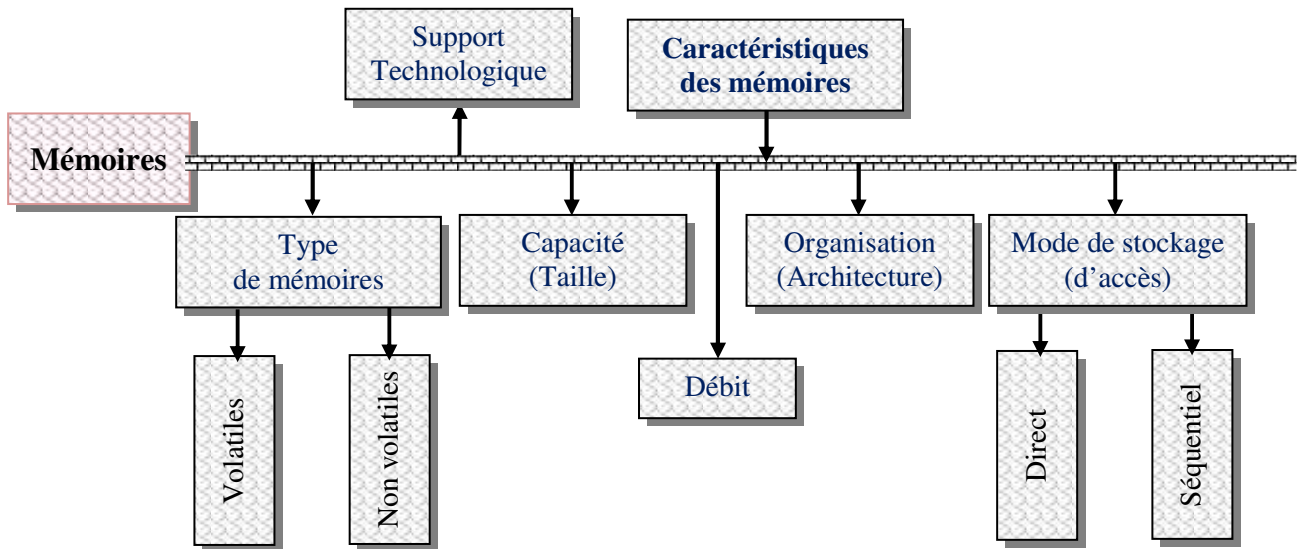 Support
Technologique
Caractéristiques
des mémoires
Mémoires
Type
de mémoires
Capacité
(Taille)
Organisation
(Architecture)
Mode de stockage
(d’accès)
Débit
Volatiles
Non volatiles
Direct
Séquentiel